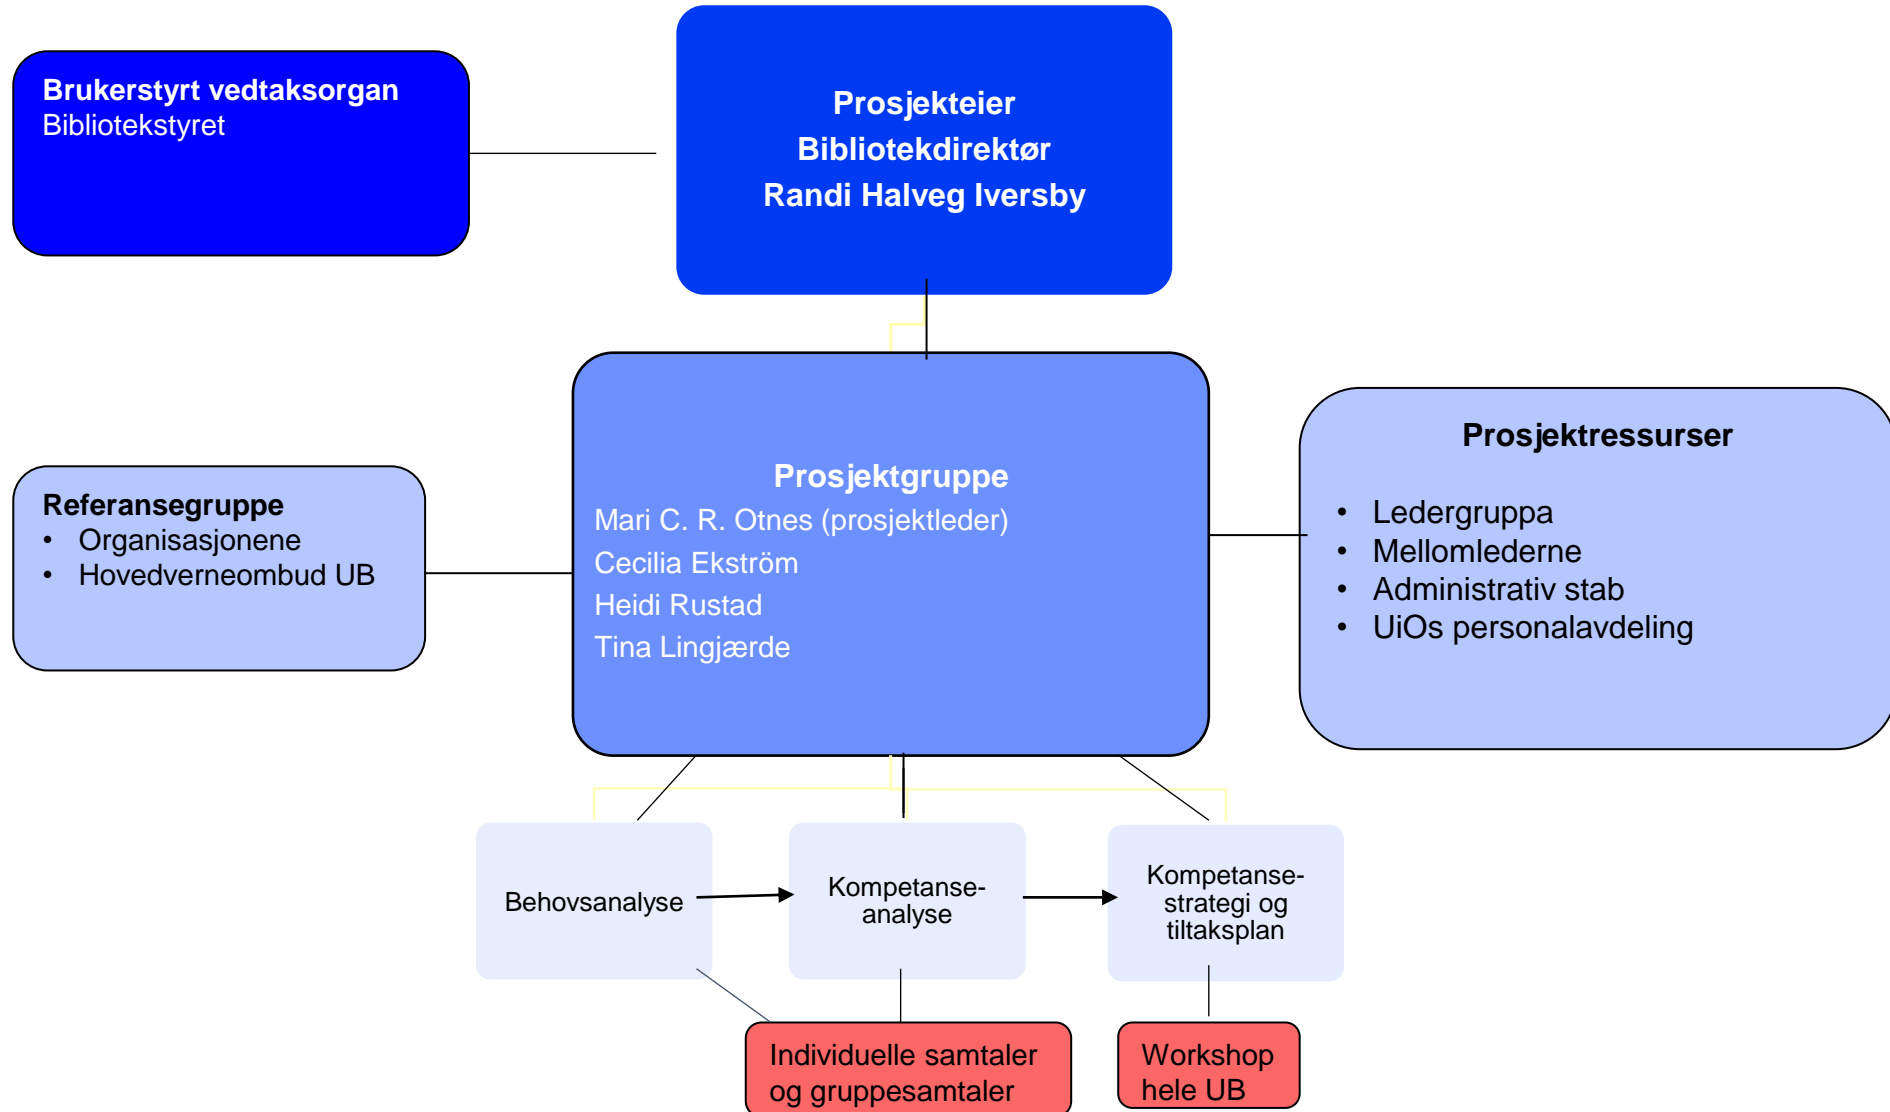 Brukerstyrt vedtaksorgan
Bibliotekstyret
Prosjekteier
Bibliotekdirektør
Randi Halveg Iversby
Referansegruppe
• Organisasjonene
• Hovedverneombud UB
Prosjektgruppe
Mari C. R. Otnes (prosjektleder)
Cecilia Ekström
Heidi Rustad
Tina Lingjærde
Prosjektressurser
• Ledergruppa
• Mellomlederne
• Administrativ stab
• UiOs personalavdeling
Behovsanalyse
Kompetanse-
analyse
Kompetanse-
strategi og
tiltaksplan
Individuelle samtaler
og gruppesamtaler
Workshop
hele UB